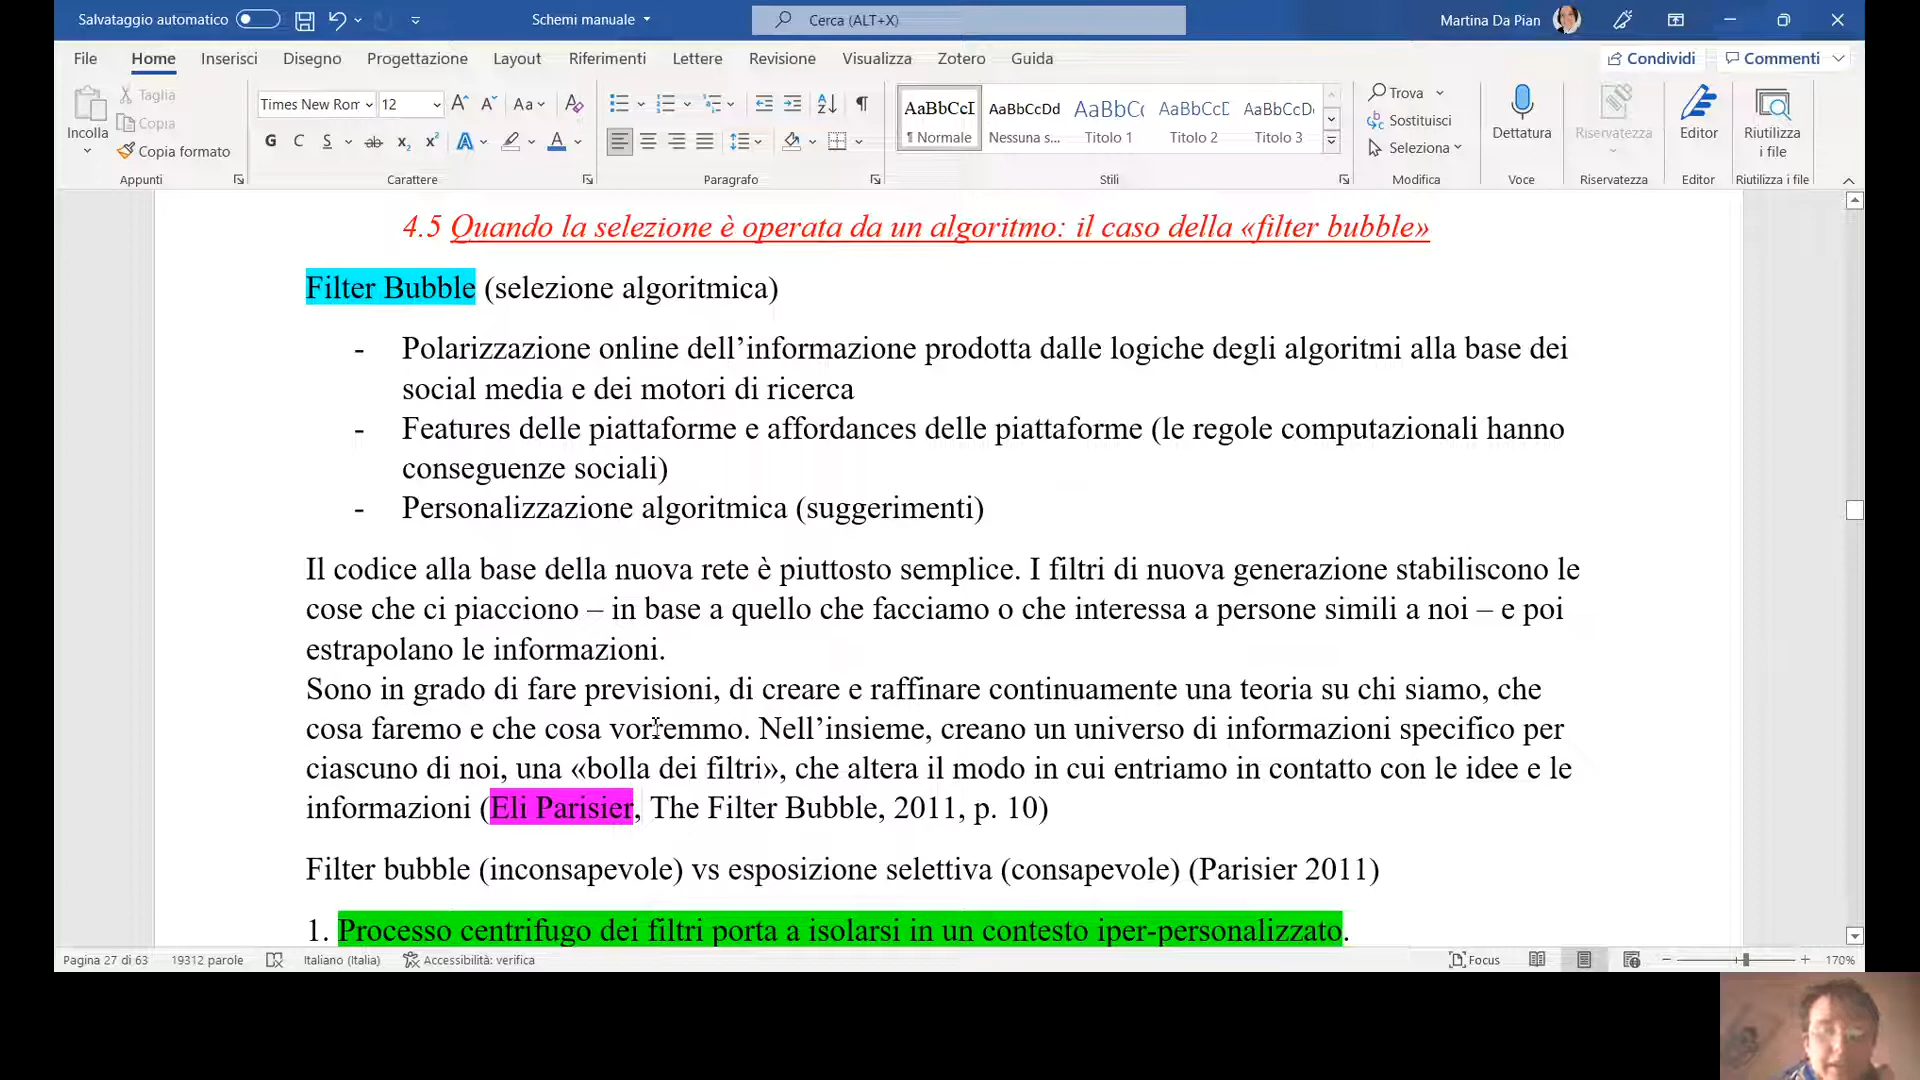 Salvataggio automatico
Schemi manuale
Cerca (ALT+X)
Martina Da Pian
File Home Inserisci Disegno Progettazione Layout Riferimenti Lettere Revisione Visualizza Zotero Guida
Condividi Commenti
Incolla
Taglia
Copia
Copia formato
Appunti
Times New Rom 12
Aa
G C S ab x₂ x²
Carattere
Paragrafo
AaBbCcI AaBbCcDd AaBbC( AaBbCcD AaBbCcD
¶ Normale Nessuna s... Titolo 1 Titolo 2 Titolo 3
Stili
Trova
Sostituisci
Seleziona
Modifica
Dettatura
Voce
Riservatezza
Riservatezza
Editor
Editor
Riutilizza i file
Riutilizza i file
4.5 Quando la selezione è operata da un algoritmo: il caso della «filter bubble»
Filter Bubble (selezione algoritmica)
- Polarizzazione online dell’informazione prodotta dalle logiche degli algoritmi alla base dei
social media e dei motori di ricerca
- Features delle piattaforme e affordances delle piattaforme (le regole computazionali hanno
conseguenze sociali)
- Personalizzazione algoritmica (suggerimenti)
Il codice alla base della nuova rete è piuttosto semplice. I filtri di nuova generazione stabiliscono le
cose che ci piacciono – in base a quello che facciamo o che interessa a persone simili a noi – e poi
estrapolano le informazioni.
Sono in grado di fare previsioni, di creare e raffinare continuamente una teoria su chi siamo, che
cosa faremo e che cosa vorremmo. Nell’insieme, creano un universo di informazioni specifico per
ciascuno di noi, una «bolla dei filtri», che altera il modo in cui entriamo in contatto con le idee e le
informazioni (Eli Parisier, The Filter Bubble, 2011, p. 10)
Filter bubble (inconsapevole) vs esposizione selettiva (consapevole) (Parisier 2011)
1. Processo centrifugo dei filtri porta a isolarsi in un contesto iper-personalizzato.
Pagina 27 di 63 19312 parole Italiano (Italia) Accessibilità: verifica Focus 170%